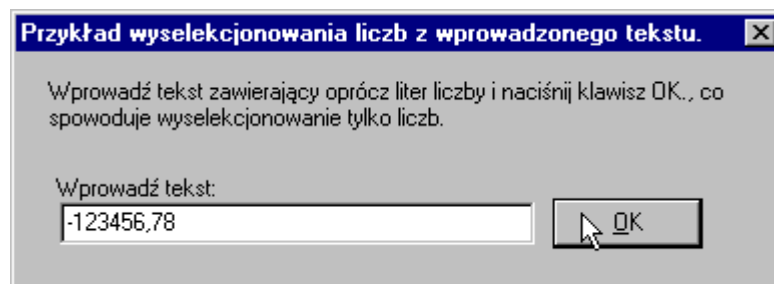 Przykład wyselekcjonowania liczb z wprowadzonego tekstu.
Wprowadź tekst zawierający oprócz liter liczby i naciśnij klawisz OK., co
spowoduje wyselekcjonowanie tylko liczb.
Wprowadź tekst:
-123456,78
OK